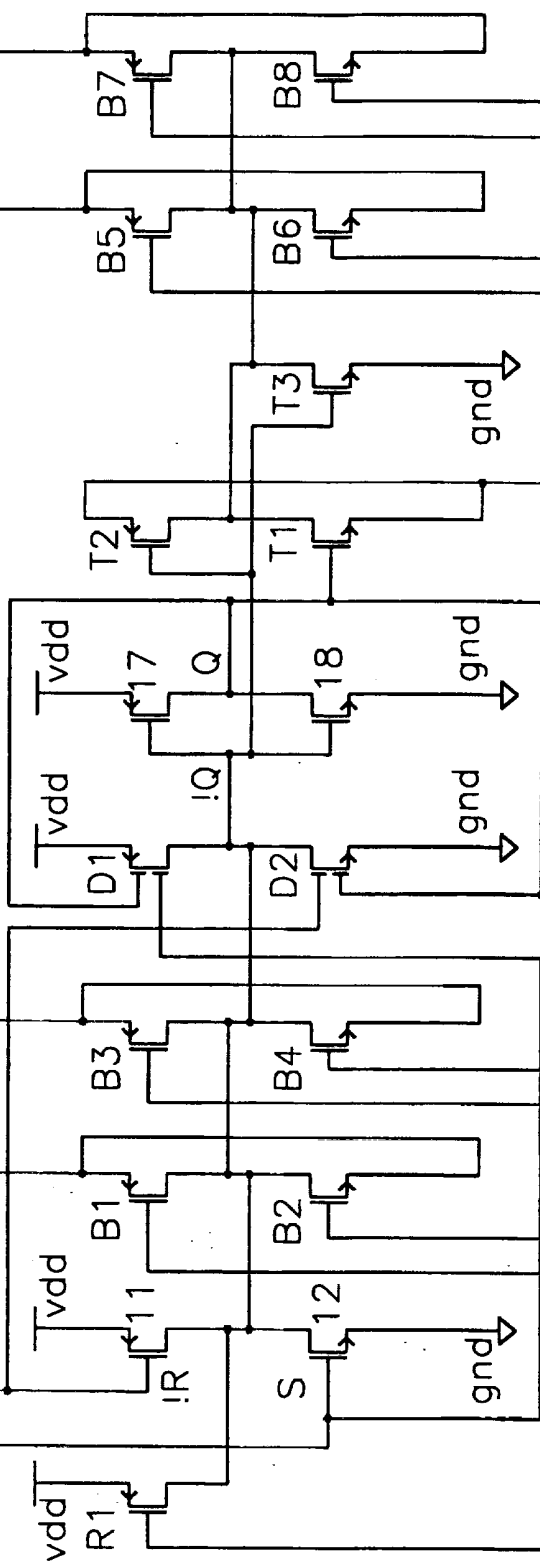 B7
B8
B5
B6
T3
gnd
T2
T1
vdd
17
Q
18
gnd
!Q
vdd
D1
D2
gnd
B3
B4
B1
B2
vdd
11
!R
12
S
gnd
vdd
R1